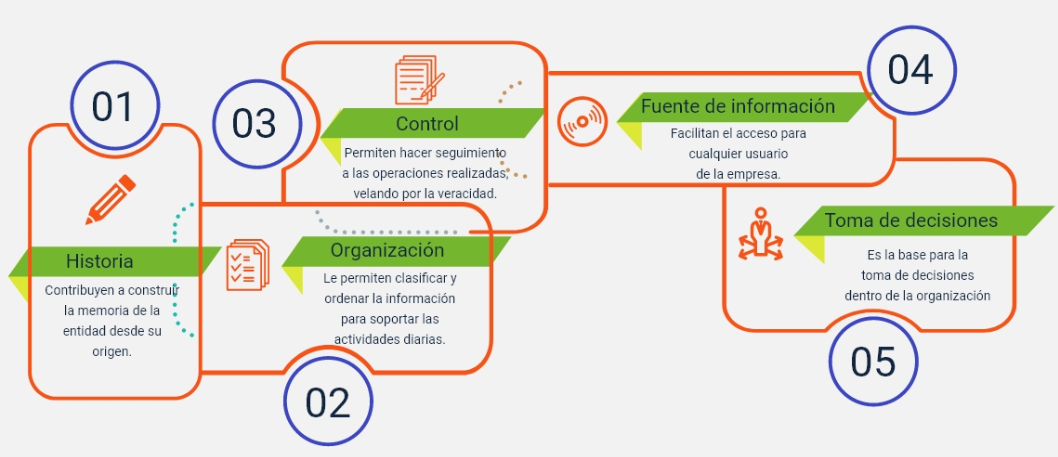 01
Historia
Contribuyen a construir
la memoria de la
entidad desde su
origen.
02
Organización
Le permiten clasificar y
ordenar la información
para soportar las
actividades diarias.
03
Control
Permiten hacer seguimiento
a las operaciones realizadas,
velando por la veracidad.
04
Fuente de información
Facilitan el acceso para
cualquier usuario
de la empresa.
05
Toma de decisiones
Es la base para la
toma de decisiones
dentro de la organización